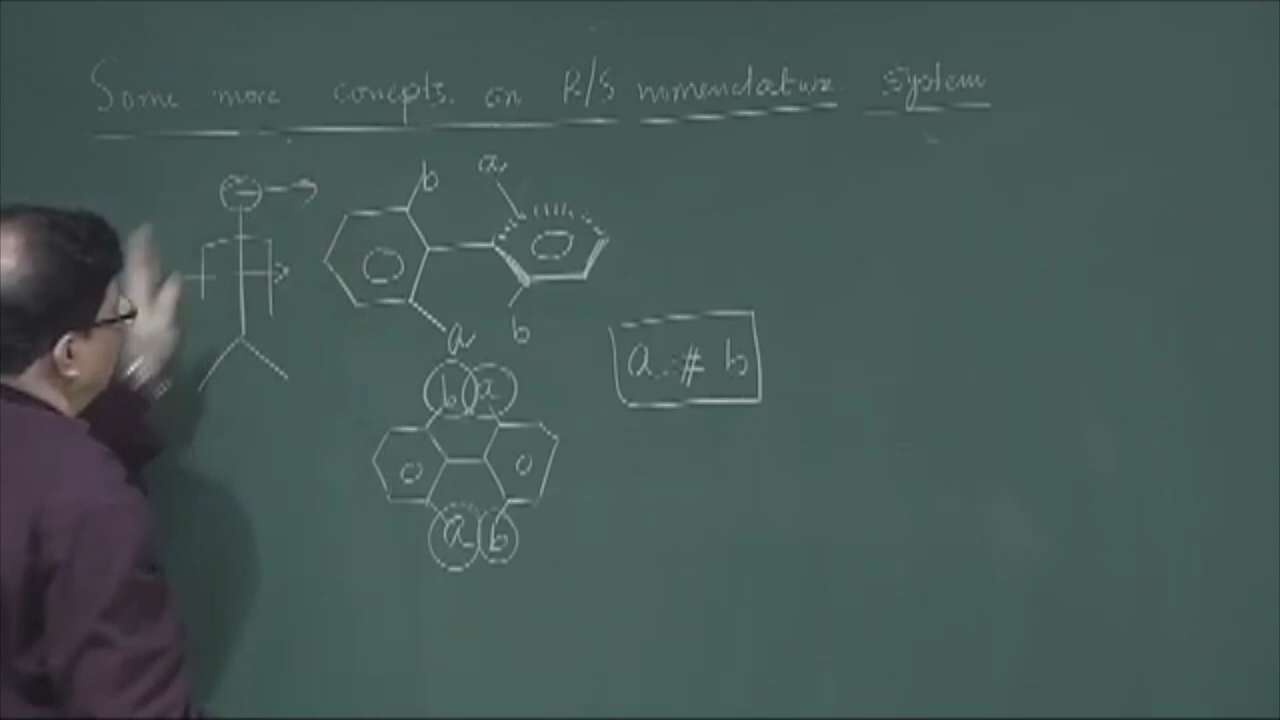 Some more concepts. on R/S nomenclature system
b a
a b
a # b
b a
a b